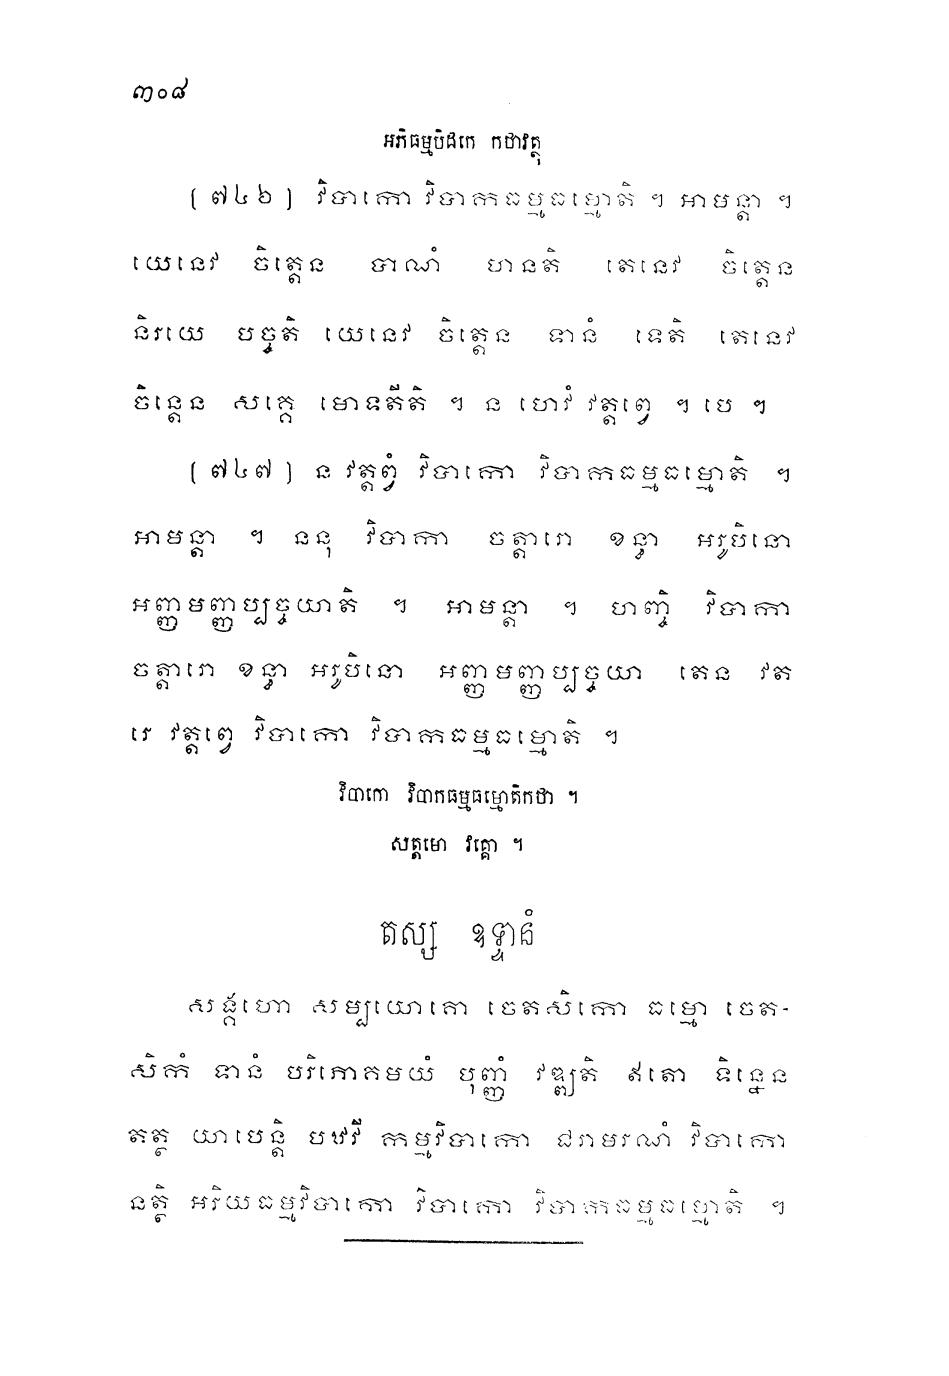 ៣០៨
អភិធម្មបិដកេ កថាវត្ថុ
(៧៤៦) វិបាកោ វិបាកធម្មធម្មោតិ ។ អាមន្តា ។
យេនេវ ចិត្តេន បាណំ ហនតិ តេនេវ ចិត្តេន
និរយេ បច្ចតិ យេនេវ ចិត្តេន ទានំ ទេតិ តេនេវ
ចិន្តេន សគ្គេ មោទតីតិ ។ ន ហេវំ វត្តព្វេ ។ បេ ។
(៧៤៧) ន វត្តព្វំ វិបាកោ វិបាកធម្មធម្មោតិ ។
អាមន្តា ។ ននុ វិបាកា ចត្តារោ ខន្ធា អរូបិនោ
អញ្ញមញ្ញប្បច្ចយាតិ ។ អាមន្តា ។ ហញ្ចិ វិបាកា
ចត្តារោ ខន្ធា អរូបិនោ អញ្ញមញ្ញប្បច្ចយា តេន វត
រេ វត្តព្វេ វិបាកោ វិបាកធម្មធម្មោតិ ។
វិបាកោ វិបាកធម្មធម្មោតិកថា ។
សត្តមោ វគ្គោ ។
តស្ស ឧទ្ទានំ
សង្គហោ សម្បយោគោ ចេតសិកោ ធម្មោ ចេត-
សិកំ ទានំ បរិភោគមយំ បុញ្ញំ វឌ្ឍតិ ឥតោ ទិន្នេន
តត្ថ យាបេន្តិ បឋវី កម្មវិបាកោ ជរាមរណំ វិបាកោ
នត្ថិ អរិយធម្មវិបាកោ វិបាកោ វិបាកធម្មធម្មោតិ ។